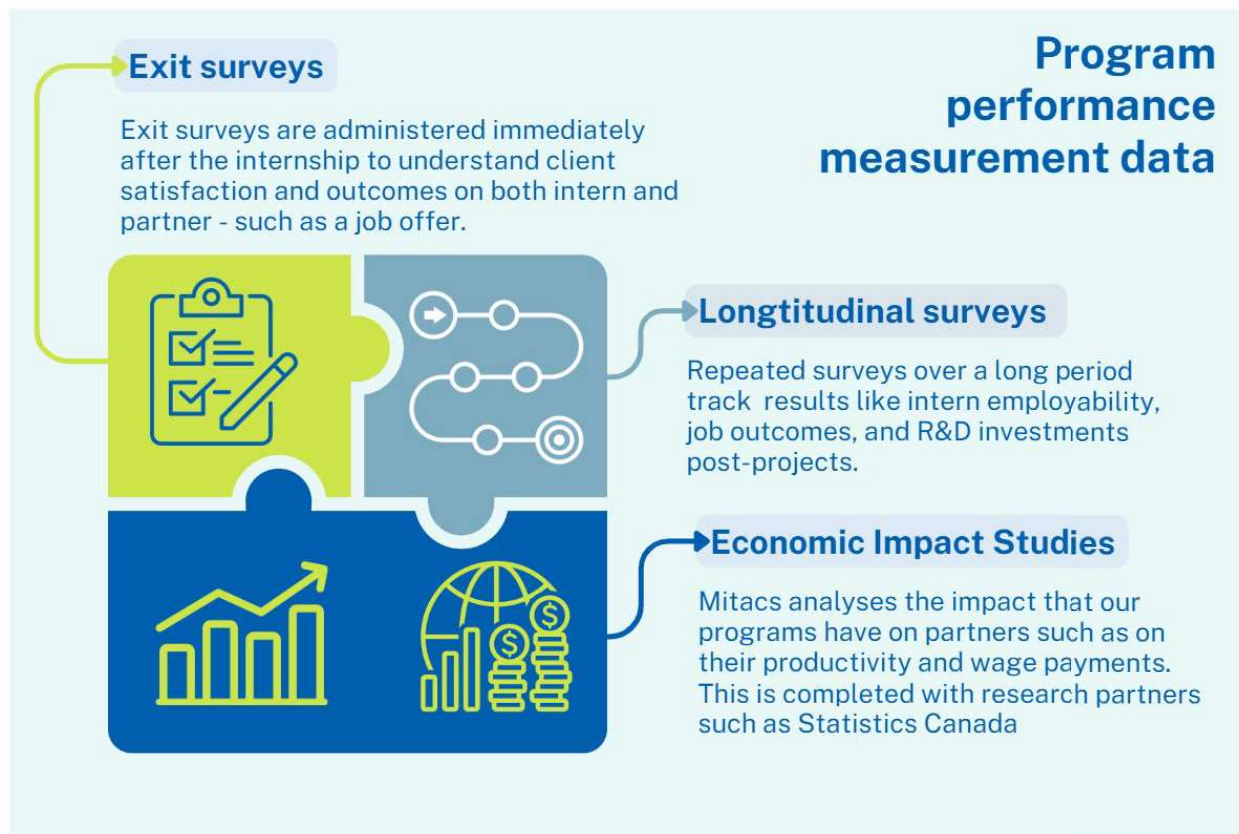 Program
performance
measurement data
Exit surveys
Exit surveys are administered immediately
after the internship to understand client
satisfaction and outcomes on both intern and
partner - such as a job offer.
Longtitudinal surveys
Repeated surveys over a long period
track results like intern employability,
job outcomes, and R&D investments
post-projects.
Economic Impact Studies
Mitacs analyses the impact that our
programs have on partners such as on
their productivity and wage payments.
This is completed with research partners
such as Statistics Canada
$
$